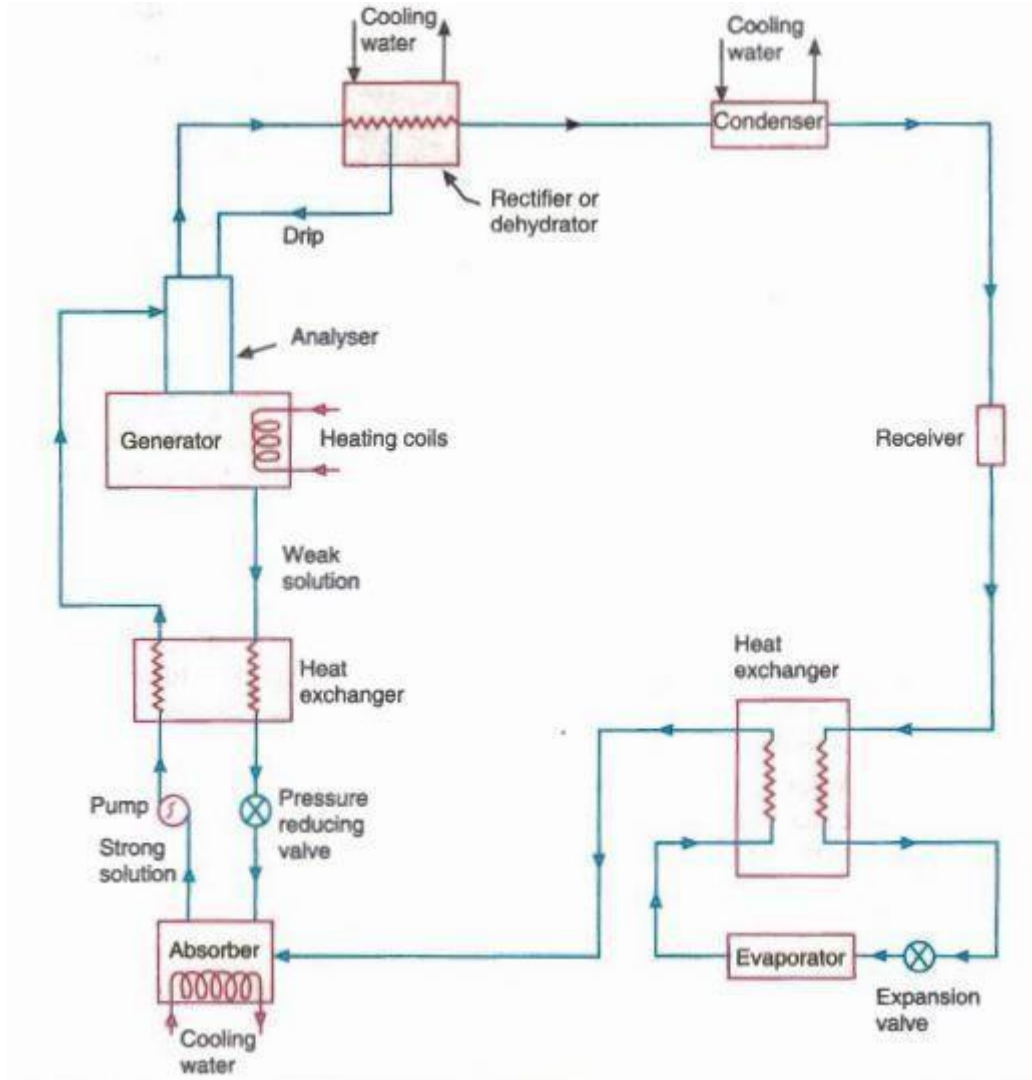 Cooling
water
Cooling
water
Condenser
Rectifier or
dehydrator
Drip
Analyser
Generator
Heating coils
Receiver
Weak
solution
Heat
exchanger
Heat
exchanger
Pump
Pressure
reducing
valve
Strong
solution
Absorber
Evaporator
Expansion
valve
Cooling
water